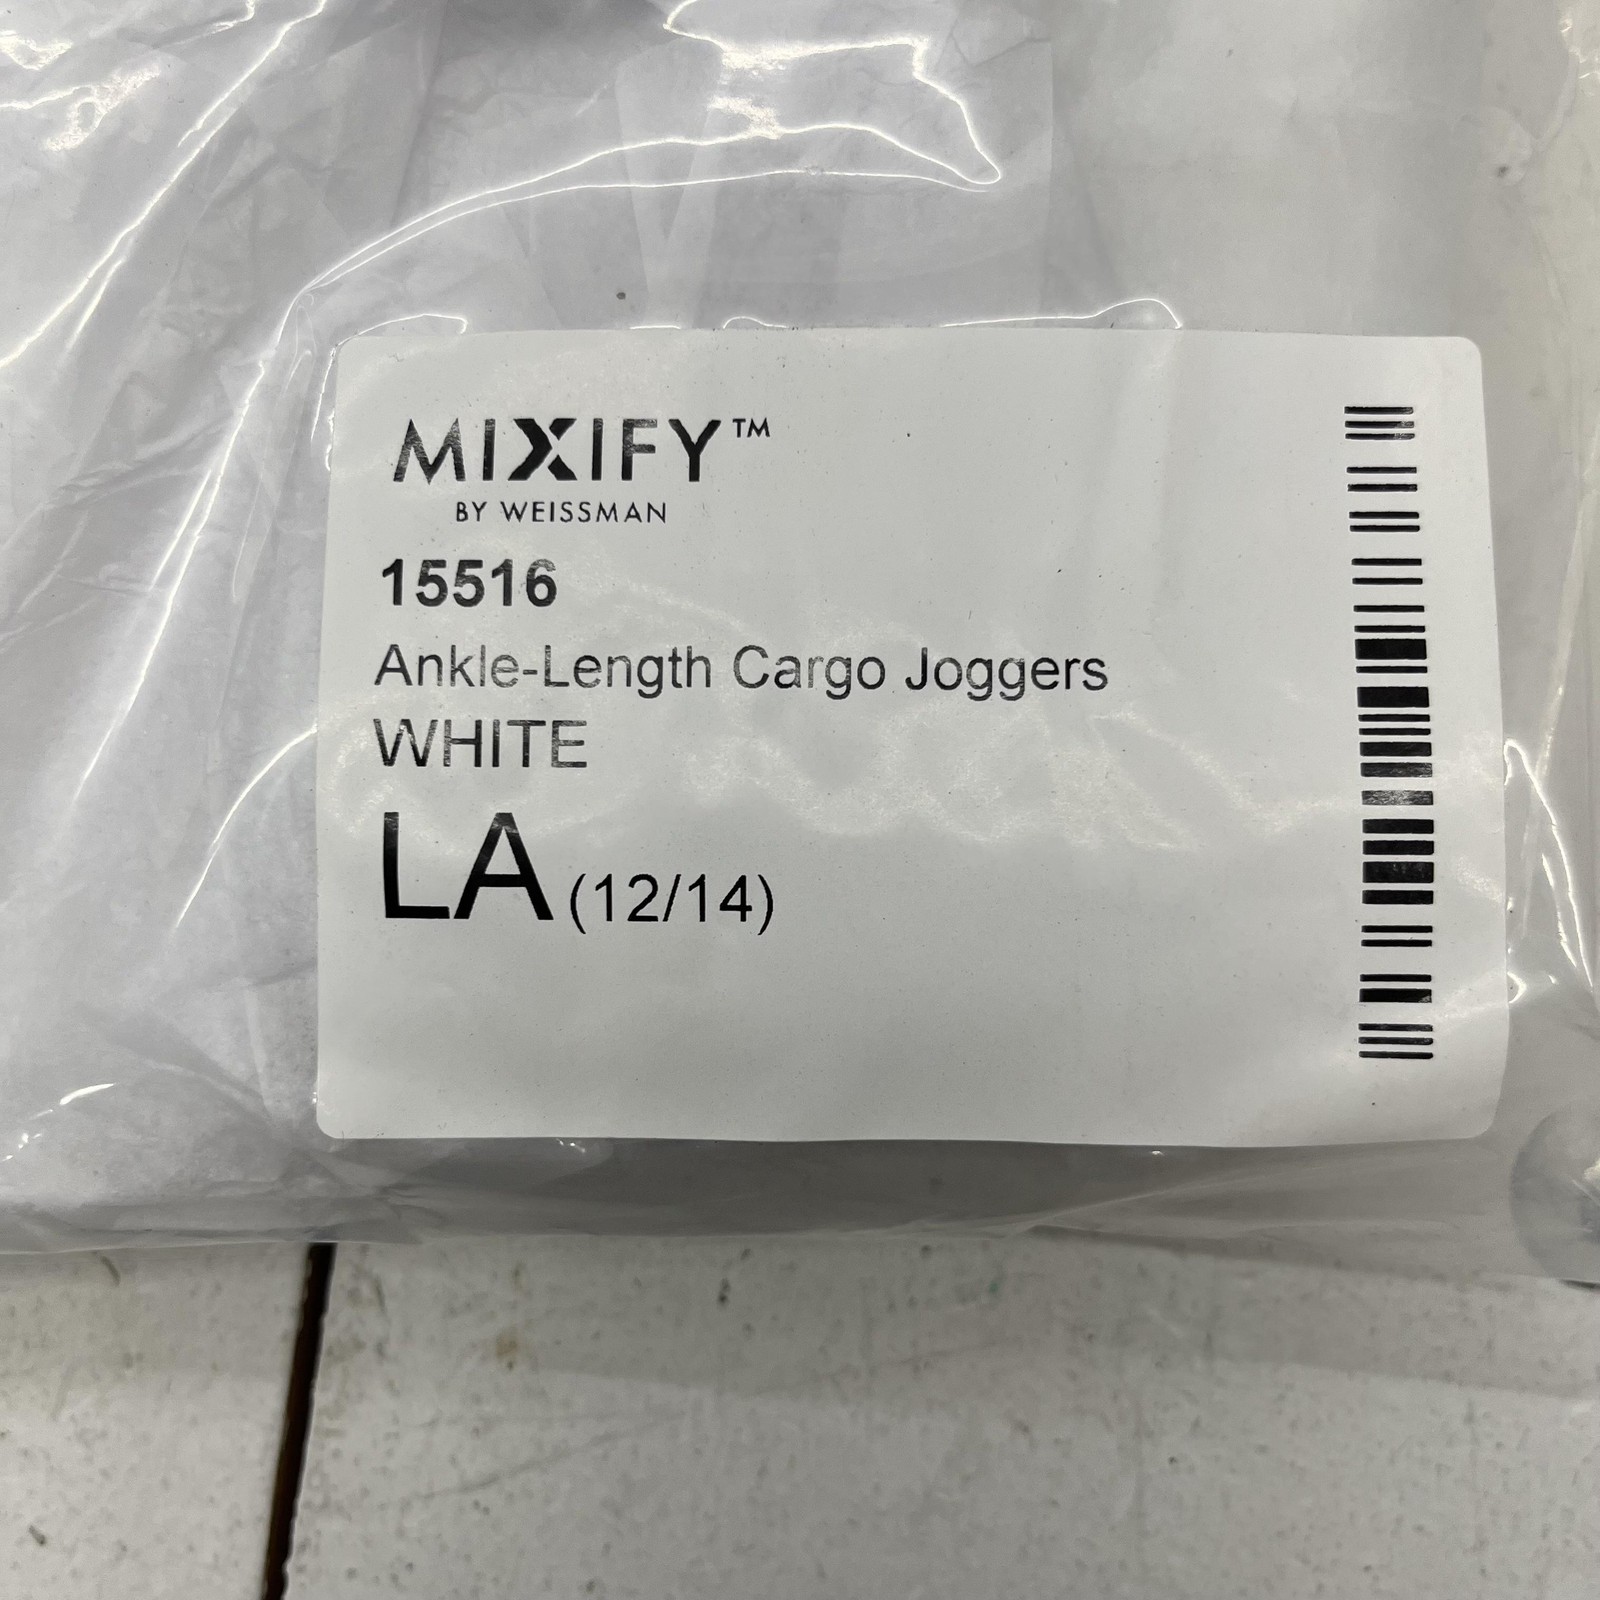 MIXIFY™
BY WEISSMAN
15516
Ankle-Length Cargo Joggers
WHITE
LA (12/14)